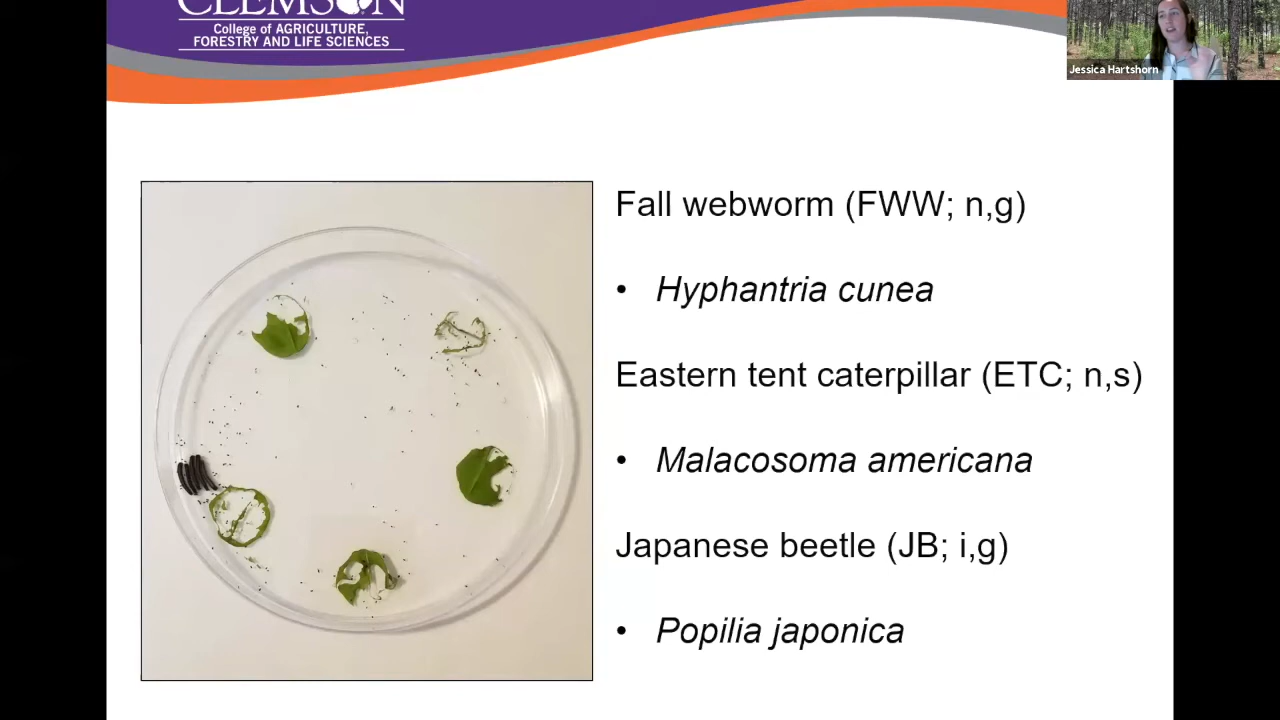 CLEMSON
College of AGRICULTURE,
FORESTRY AND LIFE SCIENCES
Jessica Hartshorn
Fall webworm (FWW; n,g)
• Hyphantria cunea
Eastern tent caterpillar (ETC; n,s)
• Malacosoma americana
Japanese beetle (JB; i,g)
• Popilia japonica